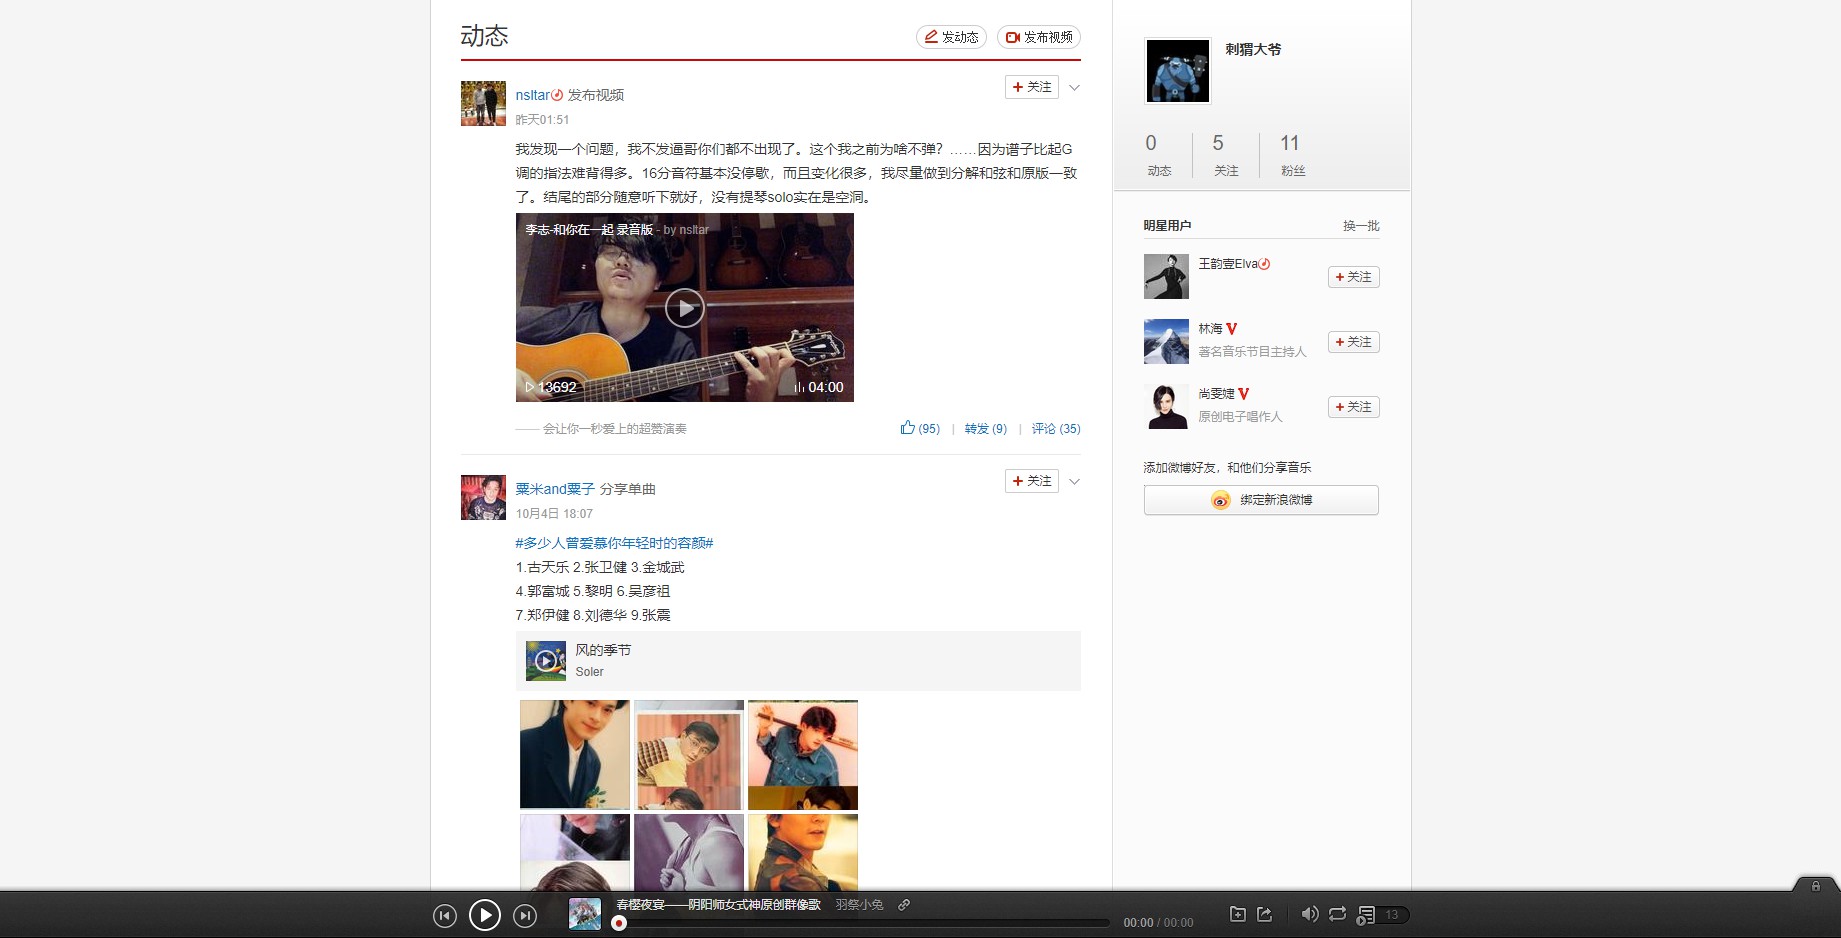 动态
发动态
发布视频
nsltar 发布视频
关注
昨天01:51
我发现一个问题，我不发逼哥你们都不出现了。这个我之前为啥不弹？……因为谱子比起G
调的指法难背得多。16分音符基本没停歇，而且变化很多，我尽量做到分解和弦和原版一致
了。结尾的部分随意听下就好，没有提琴solo实在是空洞。
李志-和你在一起 录音版 - by nsltar
13692
04:00
—— 会让你一秒爱上的超赞演奏
(95) | 转发 (9) | 评论 (35)
粟米and粟子 分享单曲
关注
10月4日 18:07
#多少人曾爱慕你年轻时的容颜#
1.古天乐 2.张卫健 3.金城武
4.郭富城 5.黎明 6.吴彦祖
7.郑伊健 8.刘德华 9.张震
风的季节
Soler
刺猬大爷
0
5
11
动态
关注
粉丝
明星用户
换一批
王韵壹Elva
关注
林海
著名音乐节目主持人
关注
尚雯婕
原创电子唱作人
关注
添加微博好友，和他们分享音乐
绑定新浪微博
春樱夜宴——阴阳师女式神原创群像歌 羽祭小兔
00:00 / 00:00
13